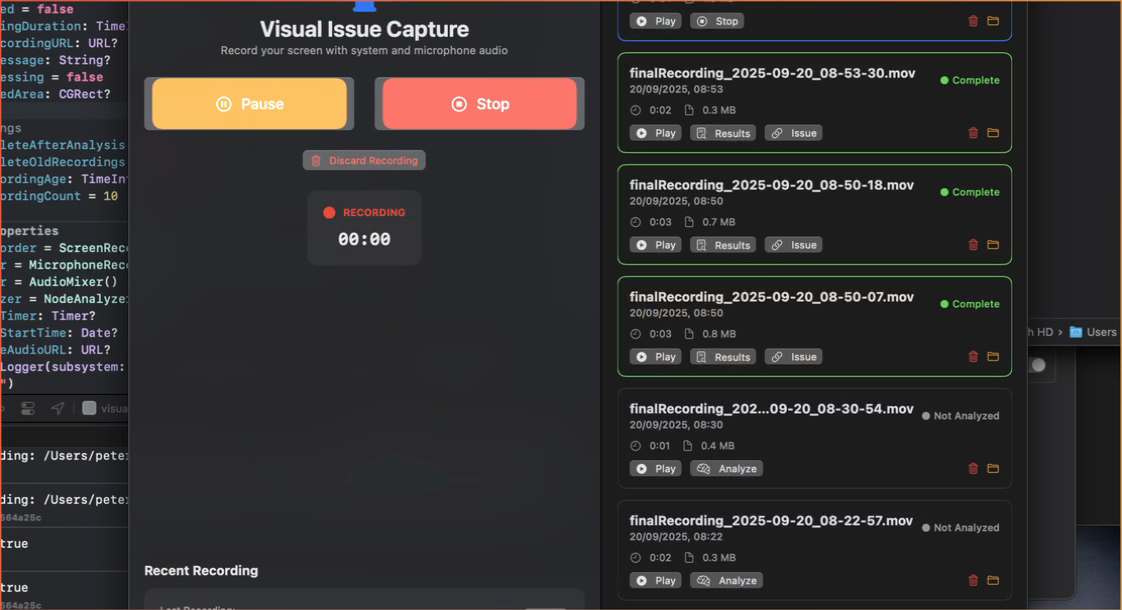 ed = false
ingDuration: Time
cordingURL: URL?
essage: String?
essing = false
edArea: CGRect?
ngs
leteAfterAnalysis
leteOldRecordings
ordingAge: TimeIn
ordingCount = 10
operties
order = ScreenRec
r = MicrophoneRec
r = AudioMixer()
zer = NodeAnalyze
Timer: Timer?
StartTime: Date?
eAudioURL: URL?
Logger(subsystem:
")
visua
ding: /Users/pete
ding: /Users/pete
564a25c
true
true
564a25c
Visual Issue Capture
Record your screen with system and microphone audio
Pause
Stop
Discard Recording
RECORDING
00:00
Recent Recording
Last Recording:
Play Stop
finalRecording_2025-09-20_08-53-30.mov
Complete
20/09/2025, 08:53
0:02 0.3 MB
Play Results Issue
finalRecording_2025-09-20_08-50-18.mov
Complete
20/09/2025, 08:50
0:03 0.7 MB
Play Results Issue
finalRecording_2025-09-20_08-50-07.mov
Complete
20/09/2025, 08:50
0:03 0.8 MB
Play Results Issue
finalRecording_202...09-20_08-30-54.mov
Not Analyzed
20/09/2025, 08:30
0:01 0.4 MB
Play Analyze
finalRecording_2025-09-20_08-22-57.mov
Not Analyzed
20/09/2025, 08:22
0:02 0.3 MB
Play Analyze
h HD › Users